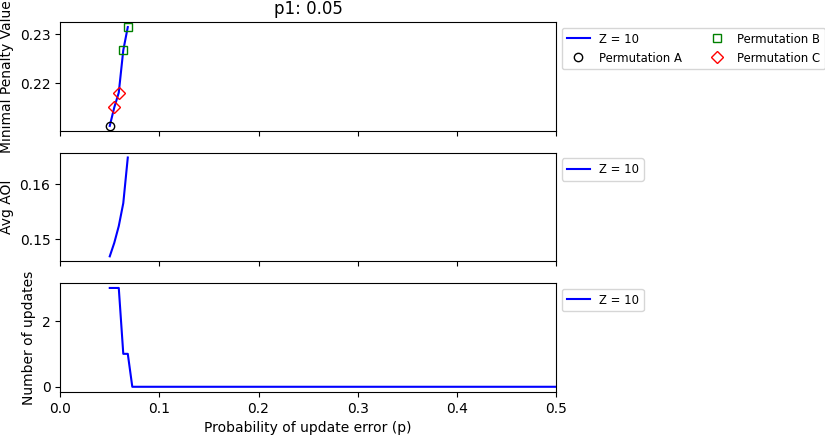 p1: 0.05
Minimal Penalty Value
0.23
0.22
Z = 10
Permutation A
Permutation B
Permutation C
Avg AOI
0.16
0.15
Z = 10
Number of updates
2
0
Z = 10
0.0 0.1 0.2 0.3 0.4 0.5
Probability of update error (p)